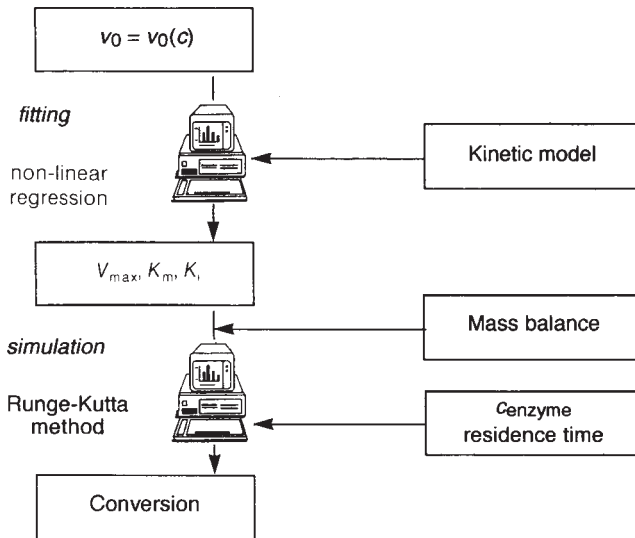 v0 = v0(c)
fitting
non-linear
regression
Kinetic model
Vmax, Km, Ki
Mass balance
simulation
Runge-Kutta
method
cenzyme
residence time
Conversion